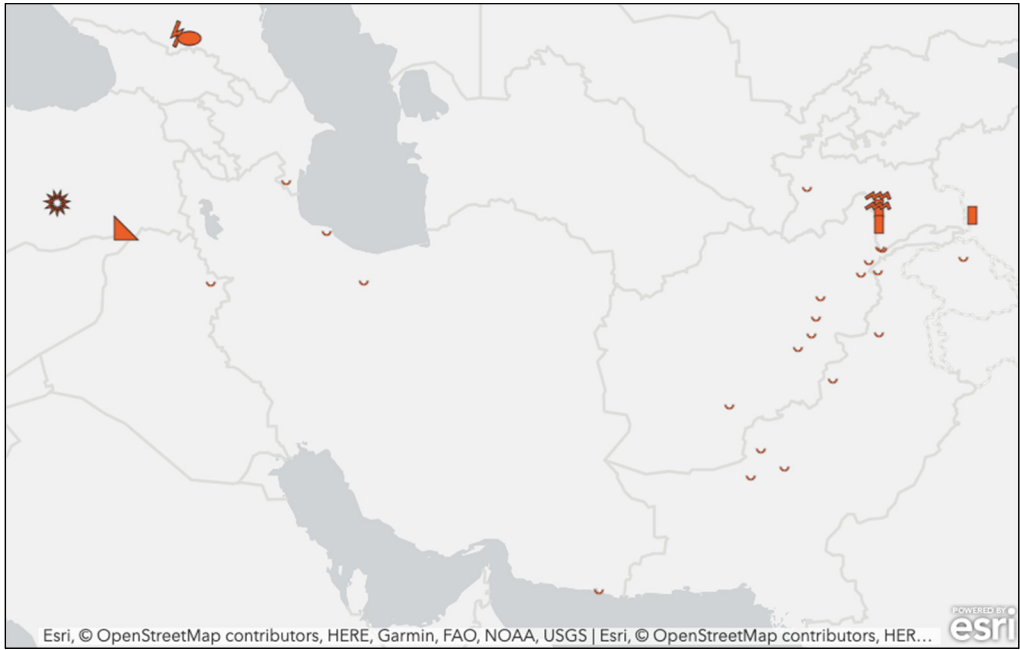 POWERED BY
esri
Esri, © OpenStreetMap contributors, HERE, Garmin, FAO, NOAA, USGS | Esri, © OpenStreetMap contributors, HER...